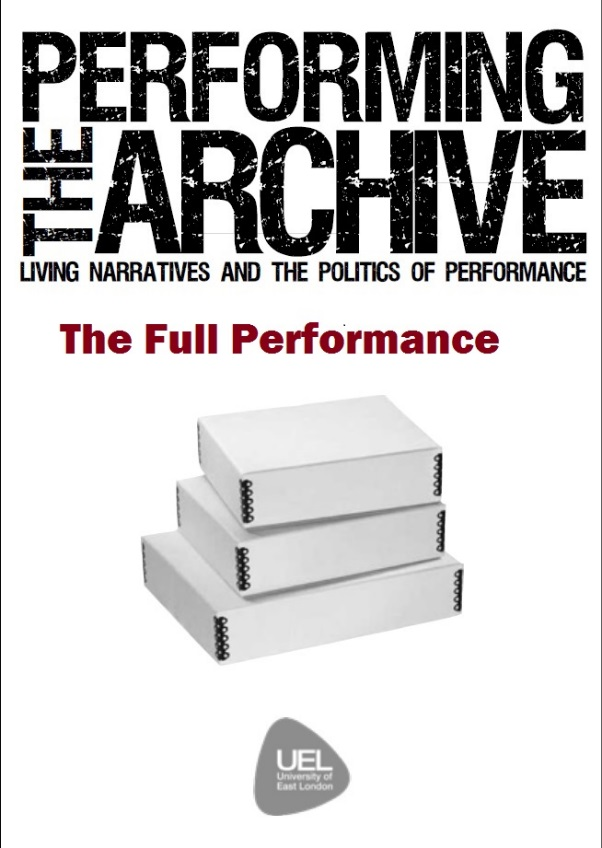 PERFORMING
THE ARCHIVE
LIVING NARRATIVES AND THE POLITICS OF PERFORMANCE
The Full Performance
UEL
University of
East London